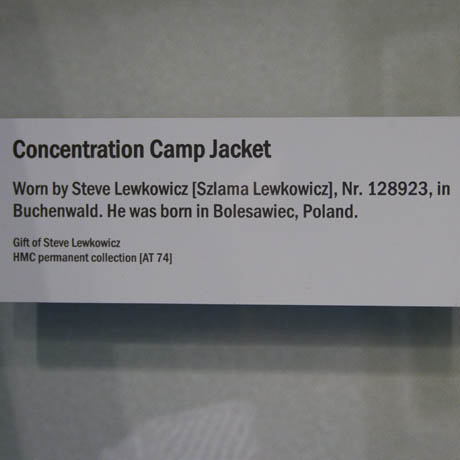 Concentration Camp Jacket
Worn by Steve Lewkowicz [Szlama Lewkowicz], Nr. 128923, in
Buchenwald. He was born in Bolesawiec, Poland.
Gift of Steve Lewkowicz
HMC permanent collection [AT 74]